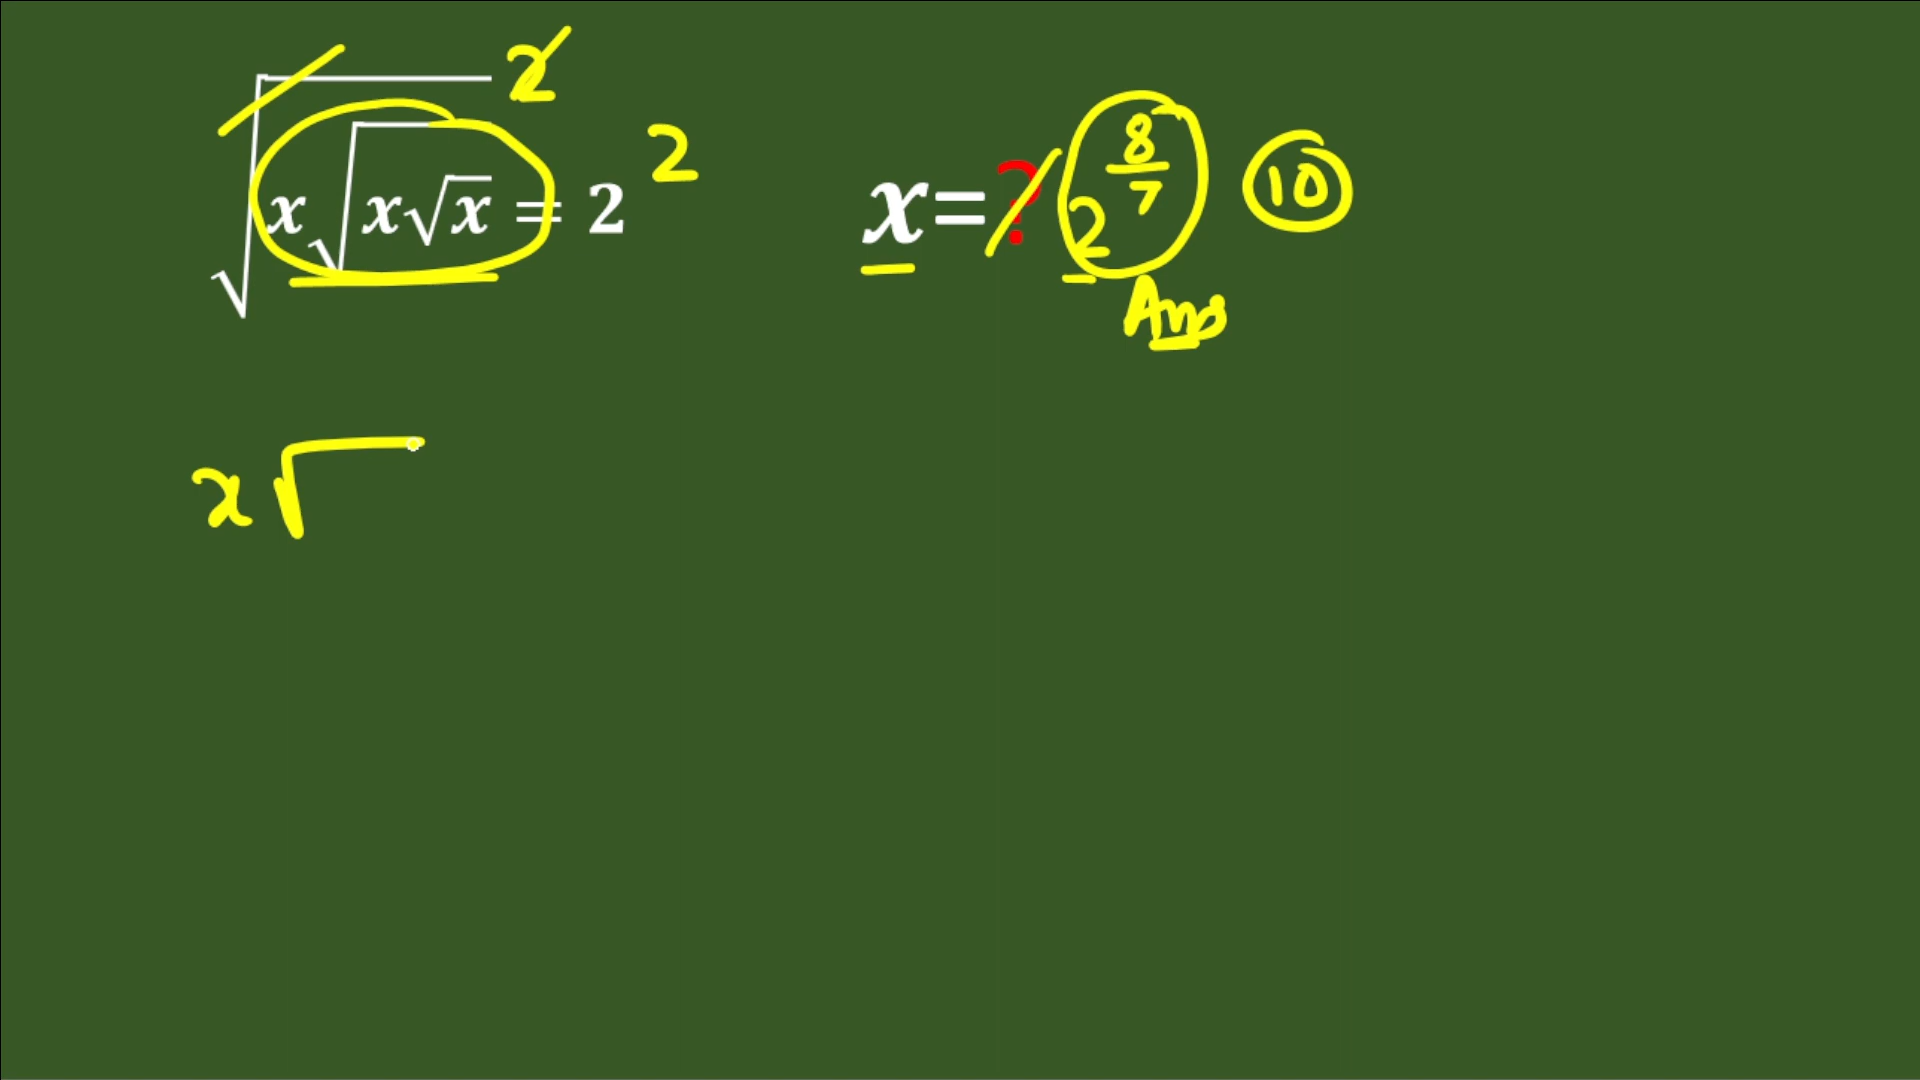 √(x√(x√x)) = 2
2
2
x=?
2^(8/7)
10
Ans
x√